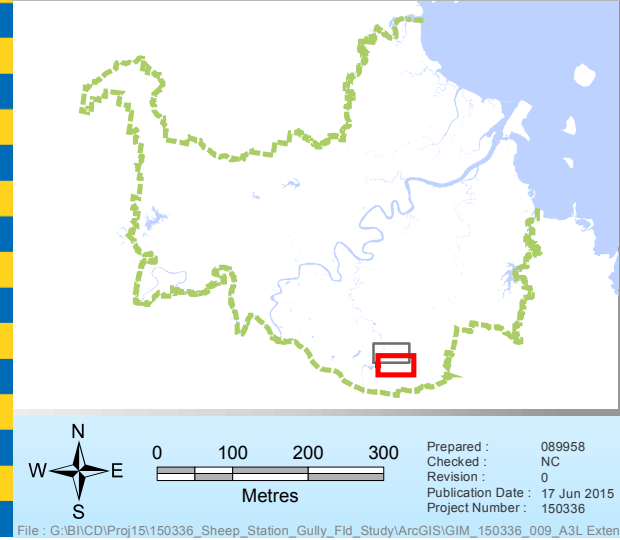 N
W E
S
0 100 200 300
Metres
Prepared : 089958
Checked : NC
Revision : 0
Publication Date : 17 Jun 2015
Project Number : 150336
File : G:\BI\CD\Proj15\150336_Sheep_Station_Gully_Fld_Study\ArcGIS\GIM_150336_009_A3L Exten